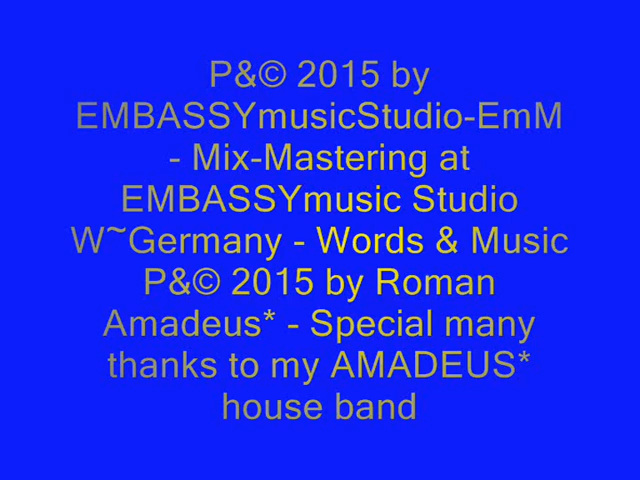 P&© 2015 by
EMBASSYmusicStudio-EmM
- Mix-Mastering at
EMBASSYmusic Studio
W~Germany - Words & Music
P&© 2015 by Roman
Amadeus* - Special many
thanks to my AMADEUS*
house band